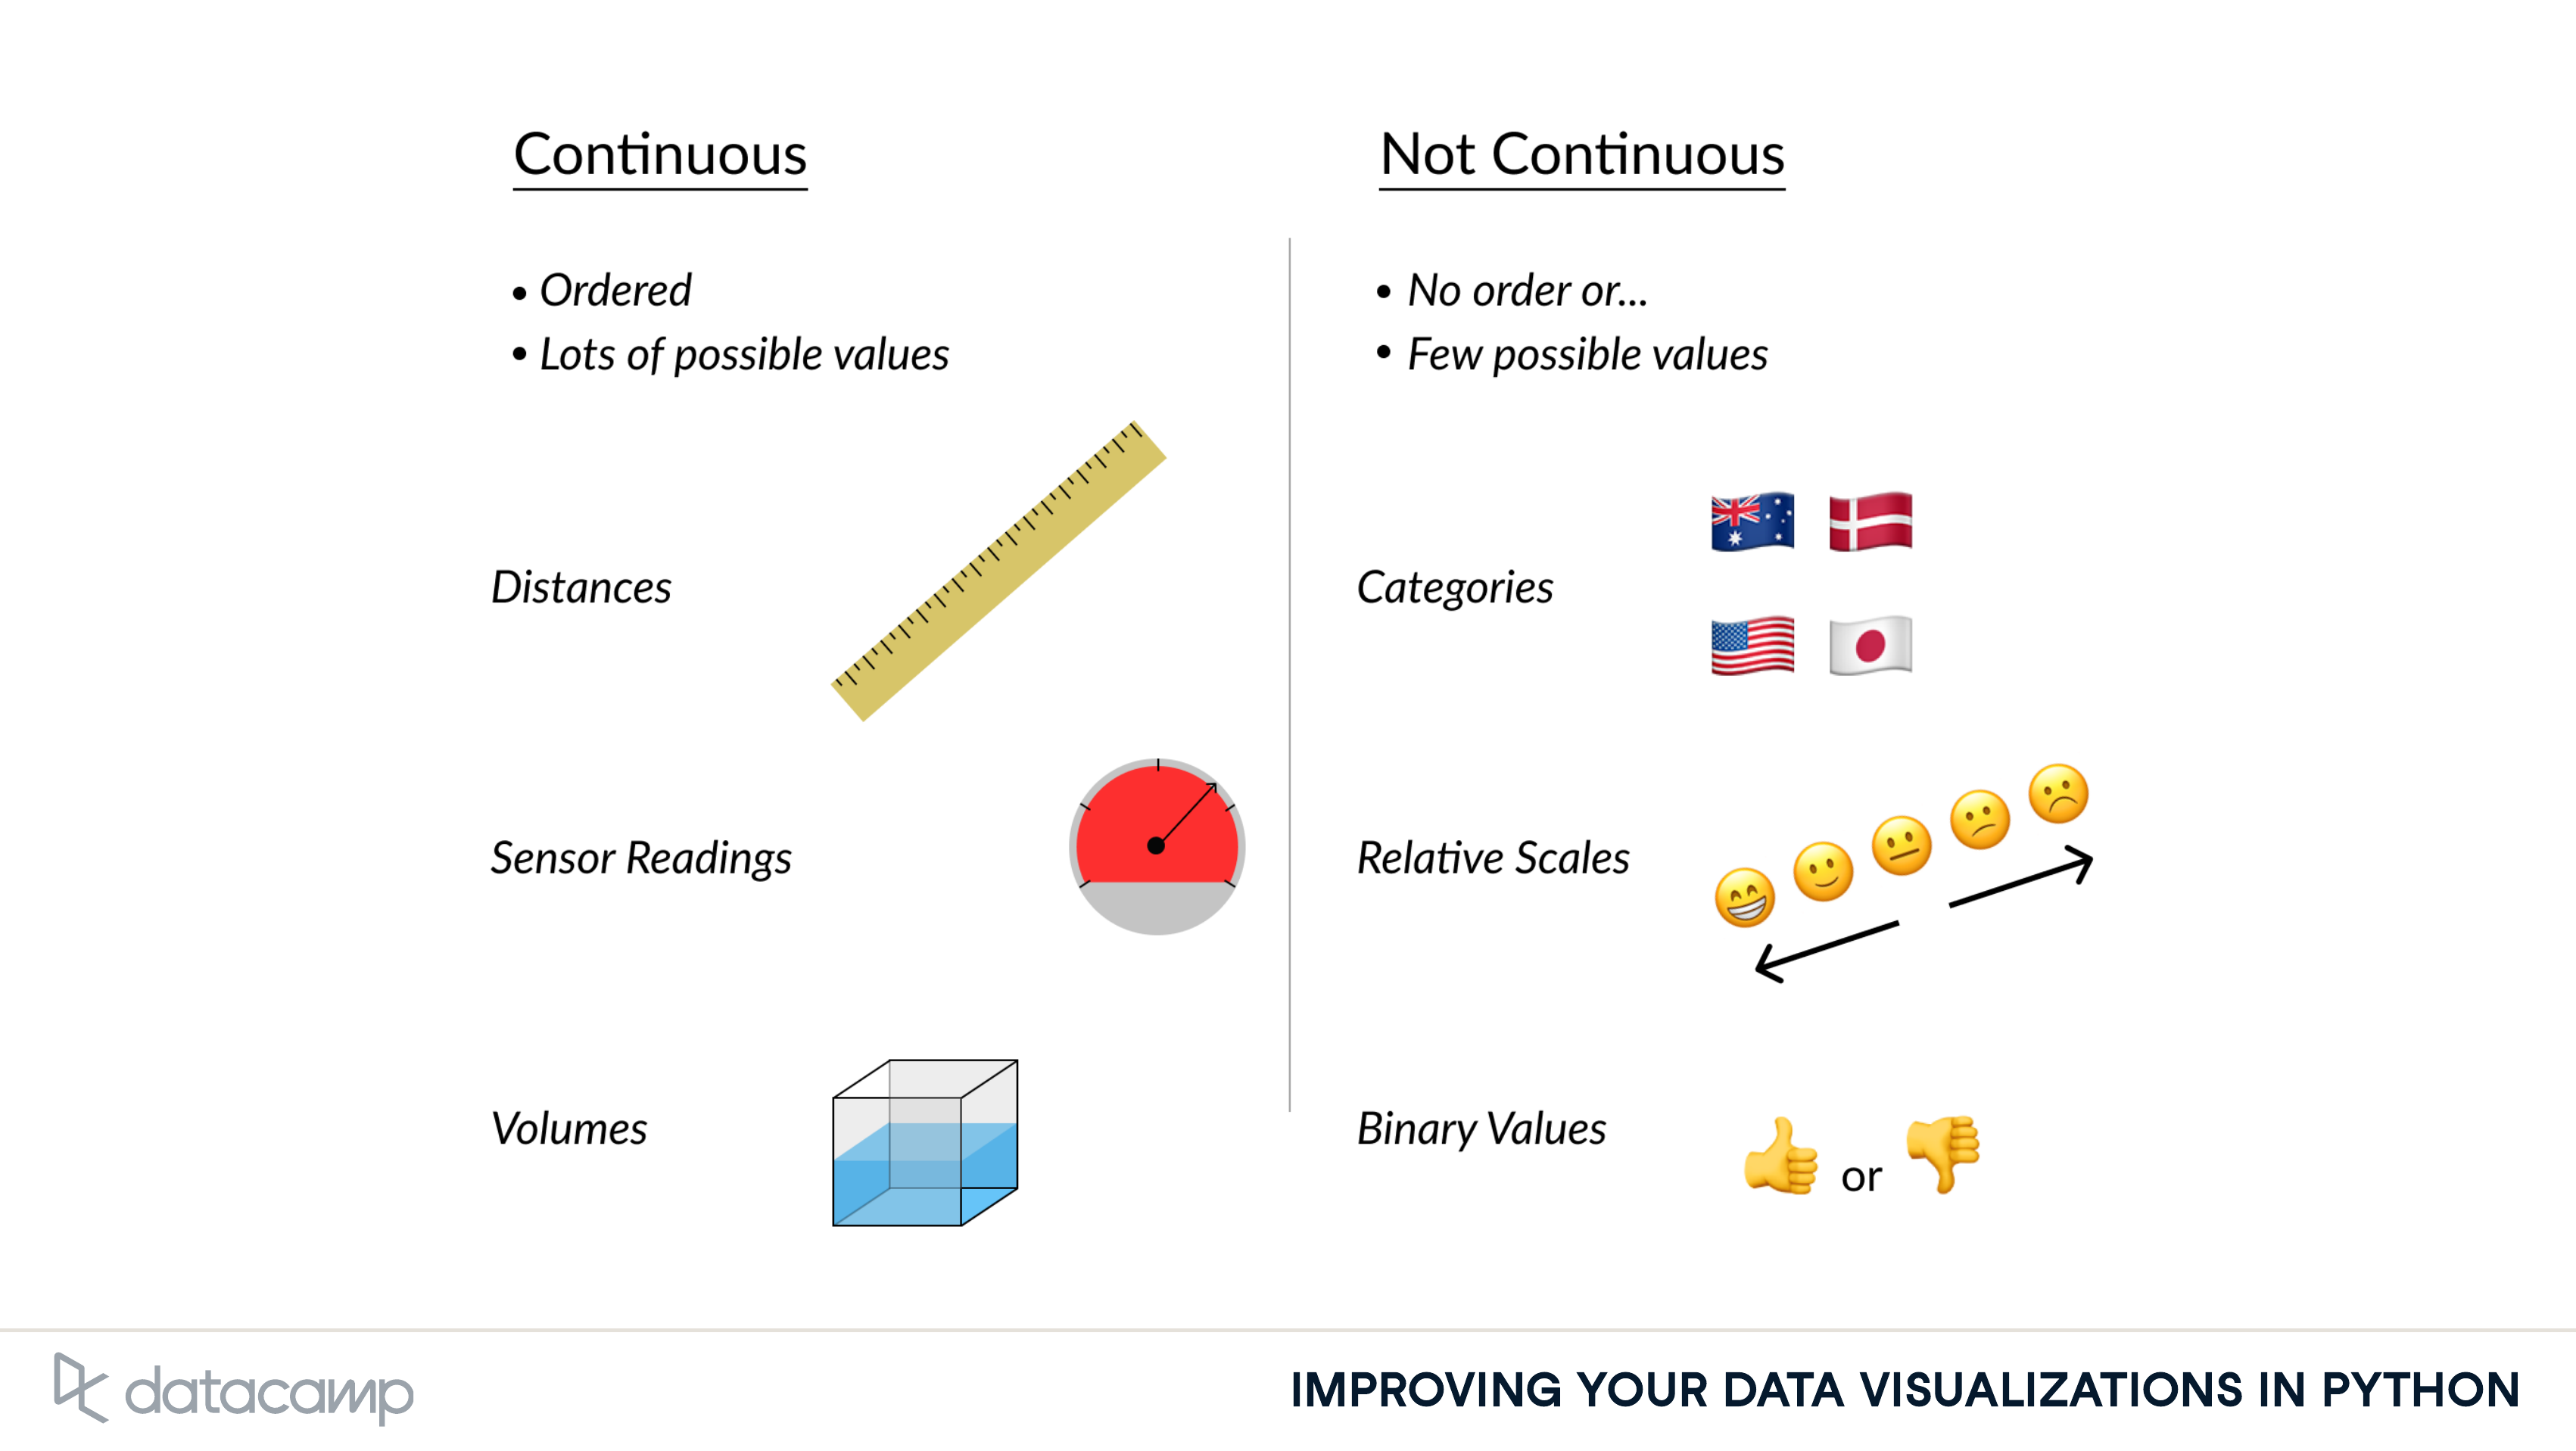 Continuous
• Ordered
• Lots of possible values
Distances
Sensor Readings
Volumes
Not Continuous
• No order or...
• Few possible values
Categories
Relative Scales
Binary Values
or
datacamp
IMPROVING YOUR DATA VISUALIZATIONS IN PYTHON